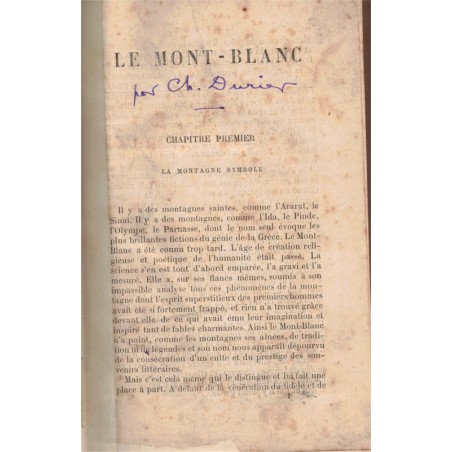 LE MONT-BLANC
par Ch. Durier
CHAPITRE PREMIER
LA MONTAGNE SYMBOLE
Il y a des montagnes saintes, comme l'Ararat, le
Sinaï. Il y a des montagnes, comme l'Ida, le Pinde,
l'Olympe, le Parnasse, dont le nom seul évoque les
plus brillantes fictions du génie de la Grèce. Le Mont-
Blanc a été connu trop tard. L'âge de création reli-
gieuse et poétique de l'humanité était passé. La
science s'en est tout d'abord emparée, l'a gravi et l'a
mesuré. Elle a, sur ses flancs mêmes, soumis à son
impassible analyse tous ces phénomènes de la mon-
tagne dont l'esprit superstitieux des premiers hommes
avait été si fortement frappé, et rien n'a trouvé grâce
devant elle de ce qui avait ému leur imagination et
inspiré tant de fables charmantes. Ainsi le Mont-Blanc
n'a point, comme les montagnes ses aînées, de tradi-
tion ni de légendes et son nom nous apparaît dépourvu
de la consécration d'un culte et du prestige des sou-
venirs littéraires.
Mais c'est cela même qui le distingue et lui fait une
place à part. A défaut de la vénération du fidèle et de